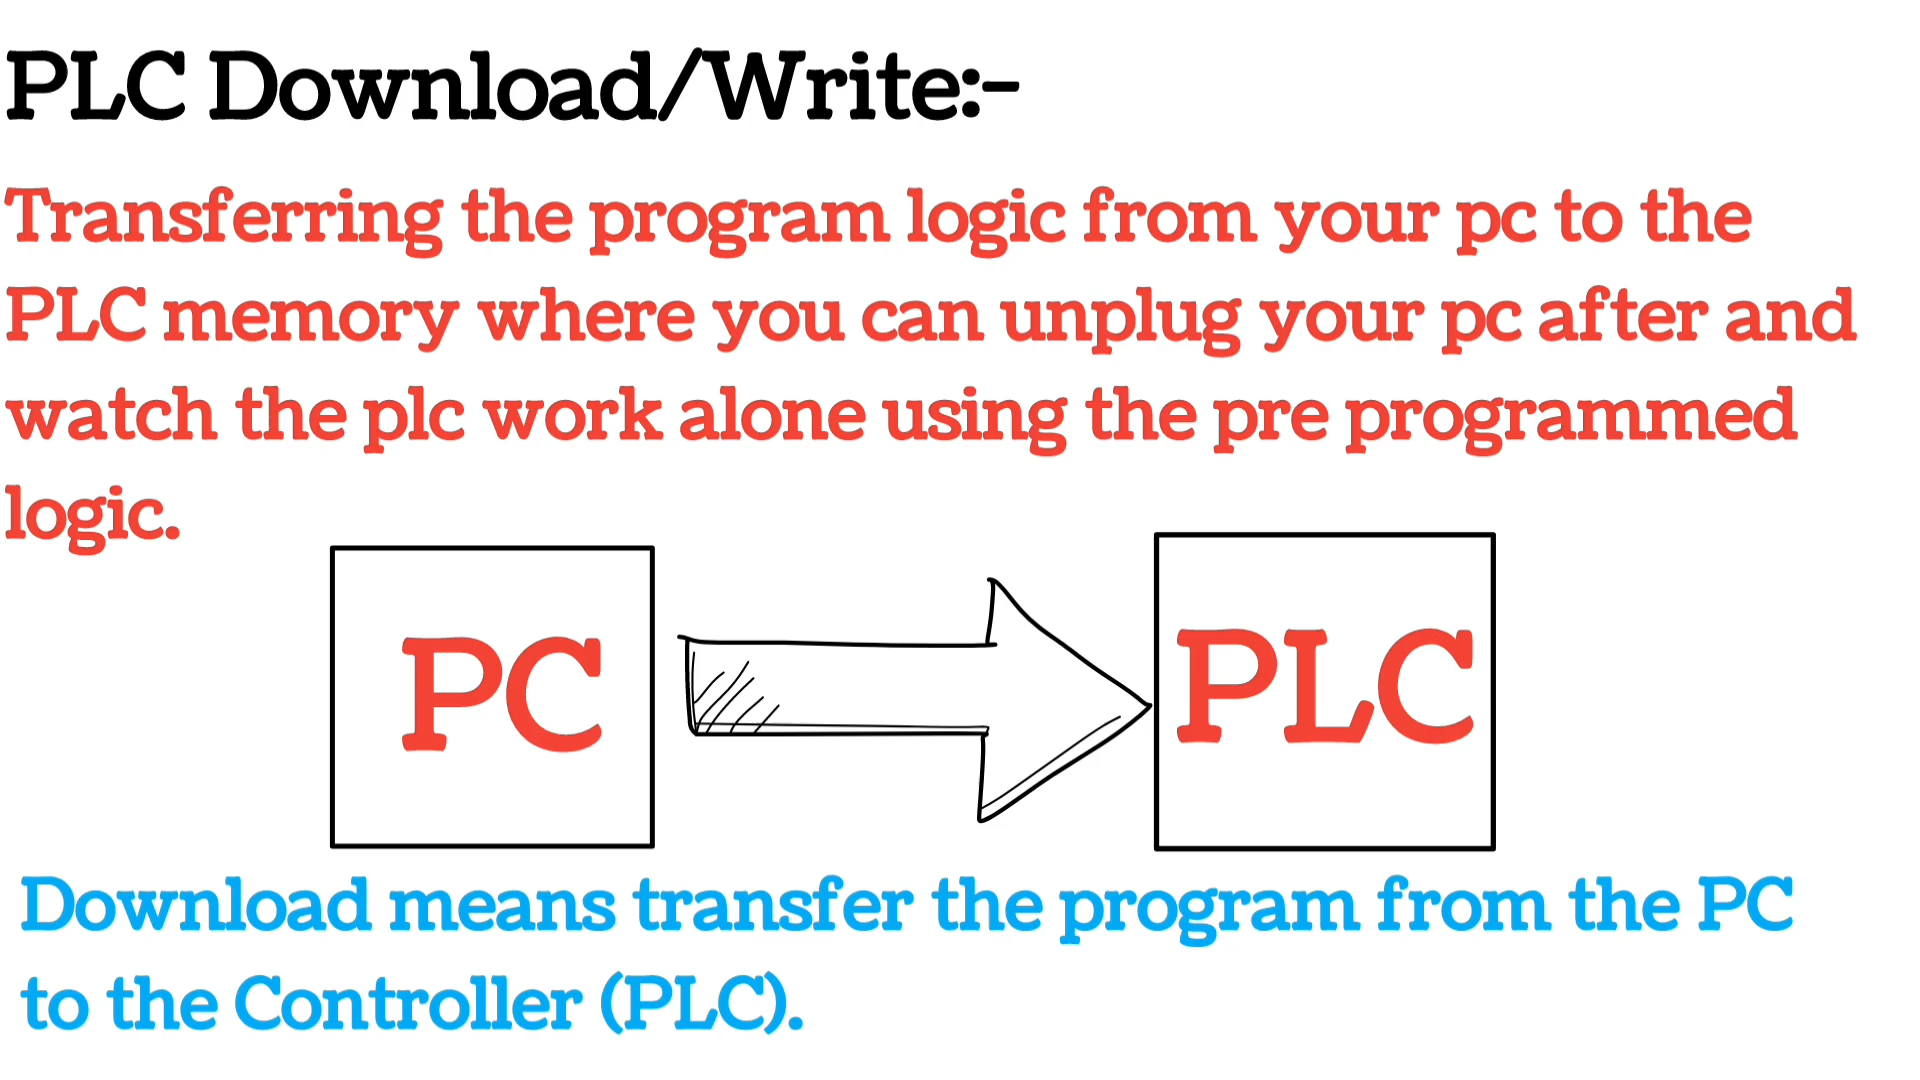 PLC Download/Write:-
Transferring the program logic from your pc to the
PLC memory where you can unplug your pc after and
watch the plc work alone using the pre programmed
logic.
PC
PLC
Download means transfer the program from the PC
to the Controller (PLC).